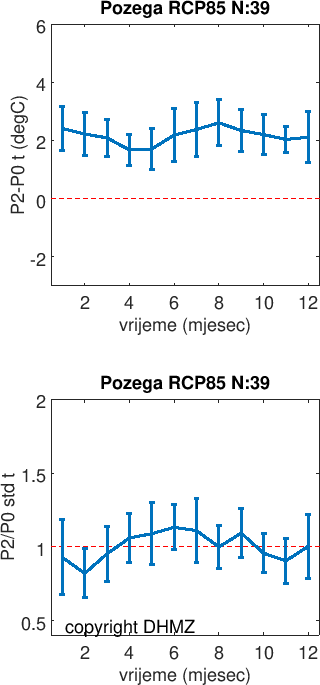 Pozega RCP85 N:39
6
4
2
0
-2
P2-P0 t (degC)
2 4 6 8 10 12
vrijeme (mjesec)
Pozega RCP85 N:39
2
1.5
1
0.5
P2/P0 std t
copyright DHMZ
2 4 6 8 10 12
vrijeme (mjesec)